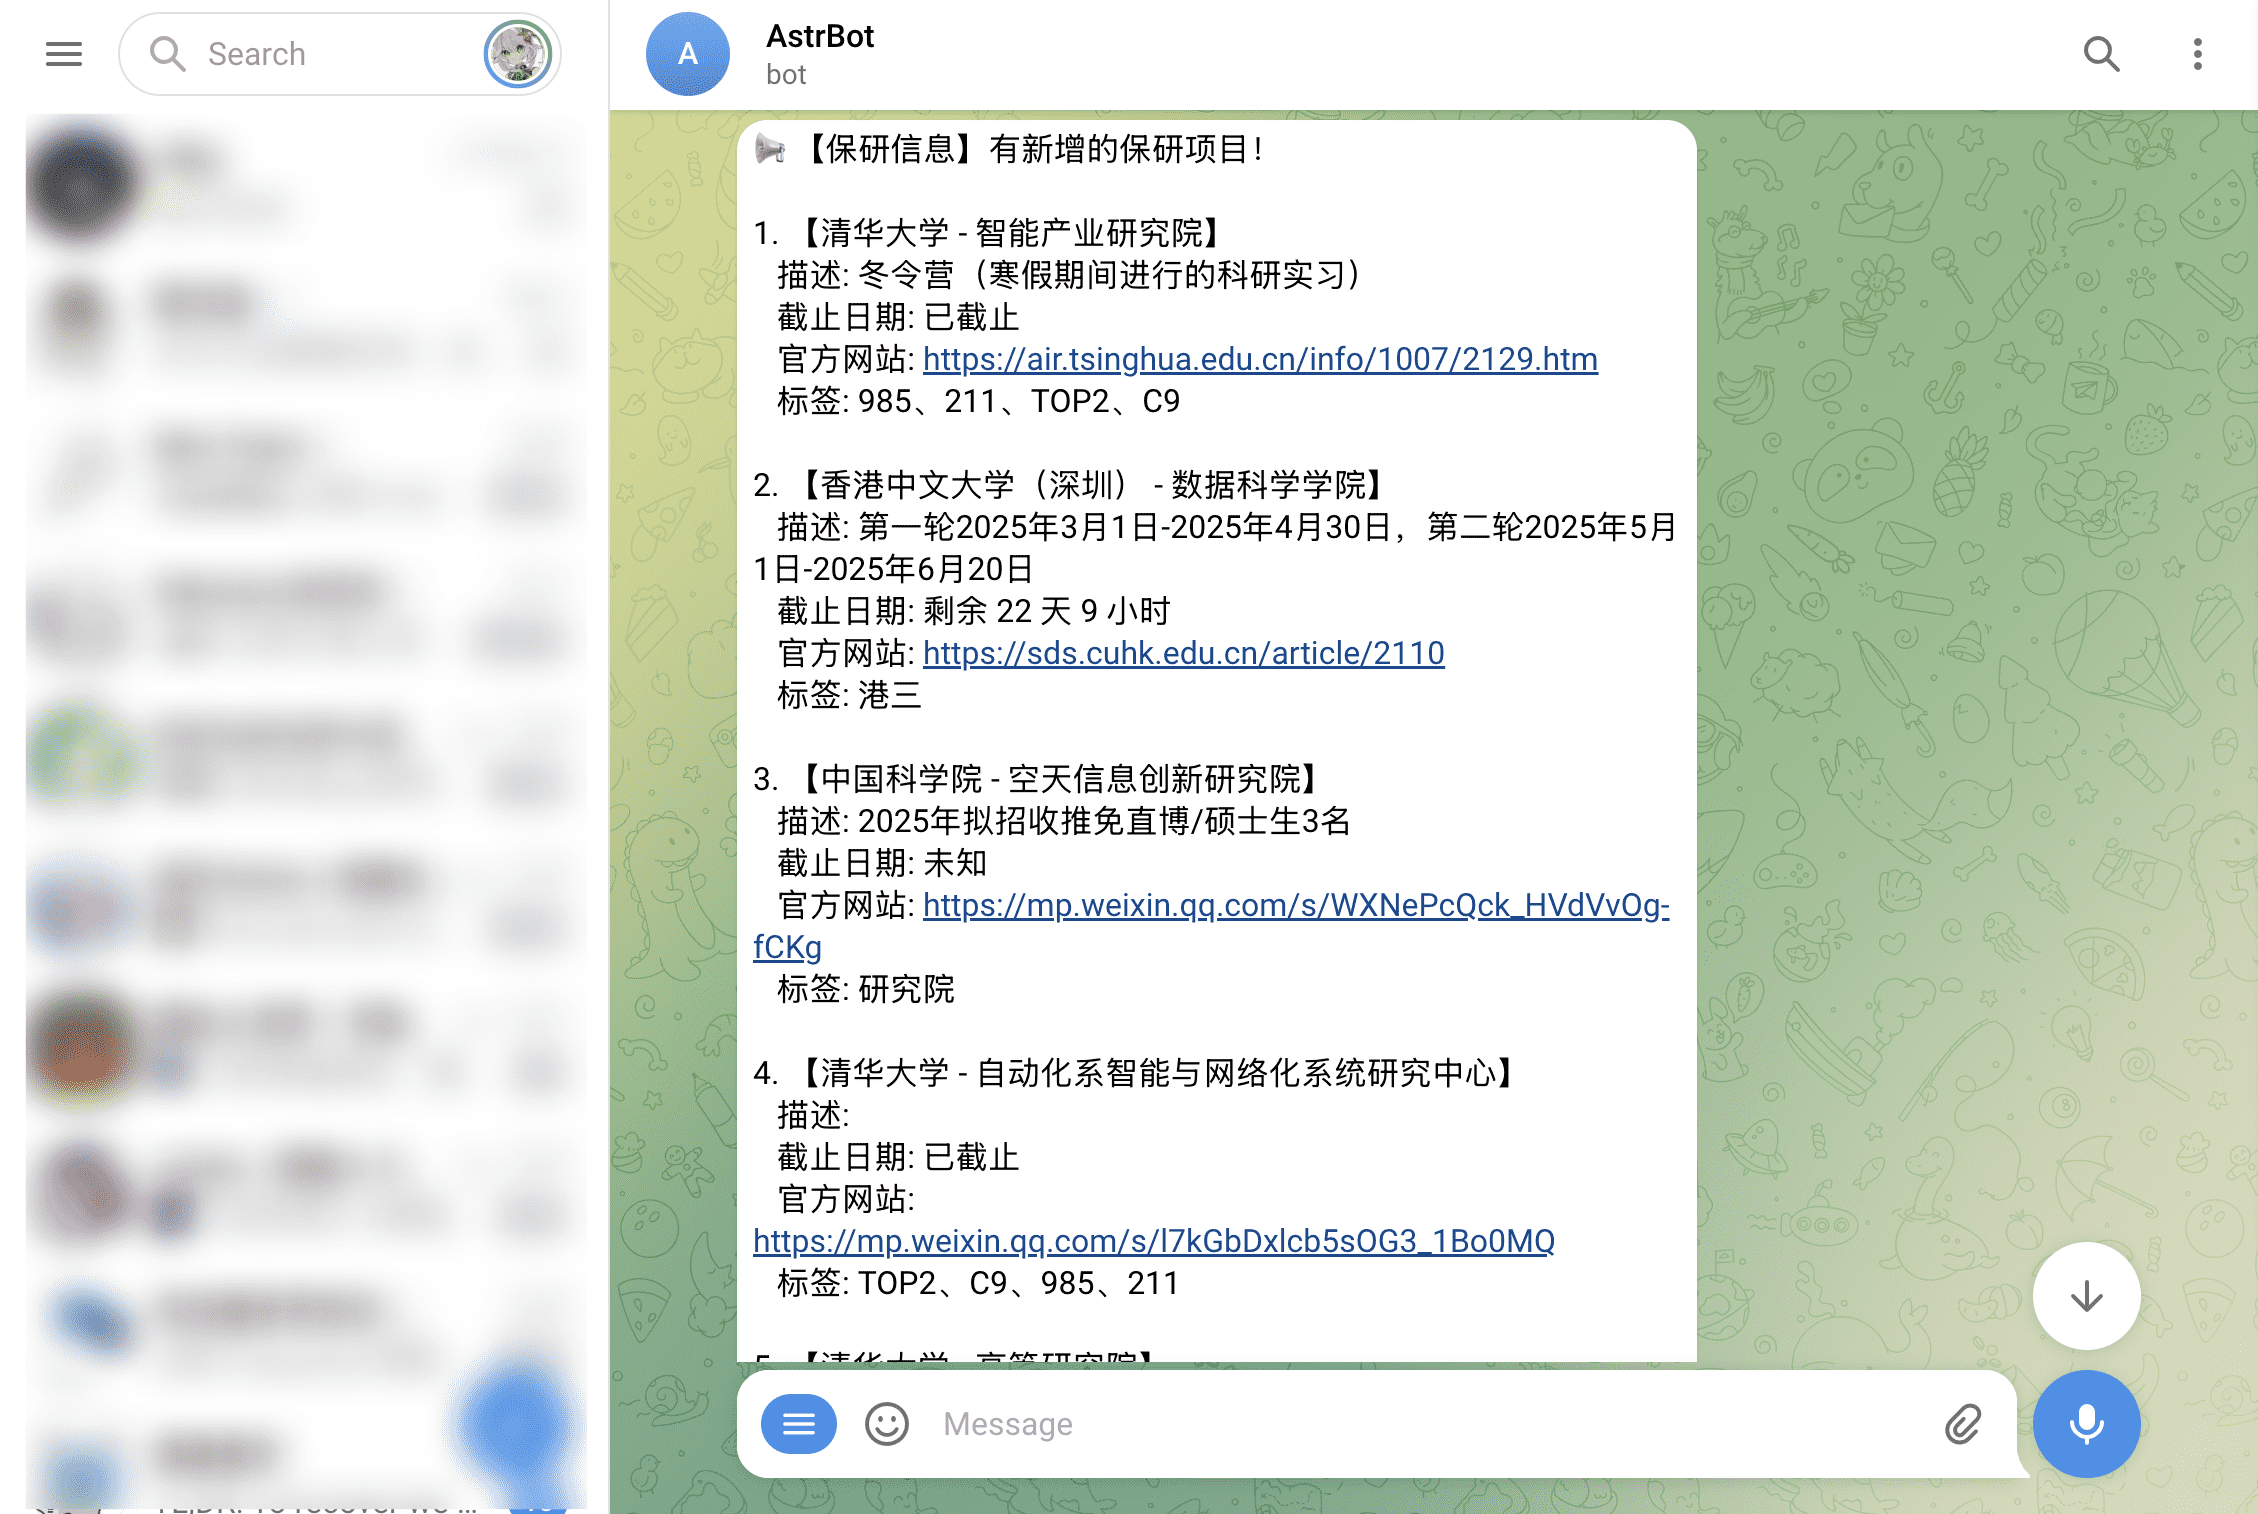 Search
AstrBot
bot
【保研信息】有新增的保研项目！
1. 【清华大学 - 智能产业研究院】
描述: 冬令营（寒假期间进行的科研实习）
截止日期: 已截止
官方网站: https://air.tsinghua.edu.cn/info/1007/2129.htm
标签: 985、211、TOP2、C9
2. 【香港中文大学（深圳） - 数据科学学院】
描述: 第一轮2025年3月1日-2025年4月30日，第二轮2025年5月
1日-2025年6月20日
截止日期: 剩余 22 天 9 小时
官方网站: https://sds.cuhk.edu.cn/article/2110
标签: 港三
3. 【中国科学院 - 空天信息创新研究院】
描述: 2025年拟招收推免直博/硕士生3名
截止日期: 未知
官方网站: https://mp.weixin.qq.com/s/WXNePcQck_HVdVvOg-
fCKg
标签: 研究院
4. 【清华大学 - 自动化系智能与网络化系统研究中心】
描述:
截止日期: 已截止
官方网站:
https://mp.weixin.qq.com/s/l7kGbDxlcb5sOG3_1Bo0MQ
标签: TOP2、C9、985、211
5. 【清华大学 - 高等研究院】
Message